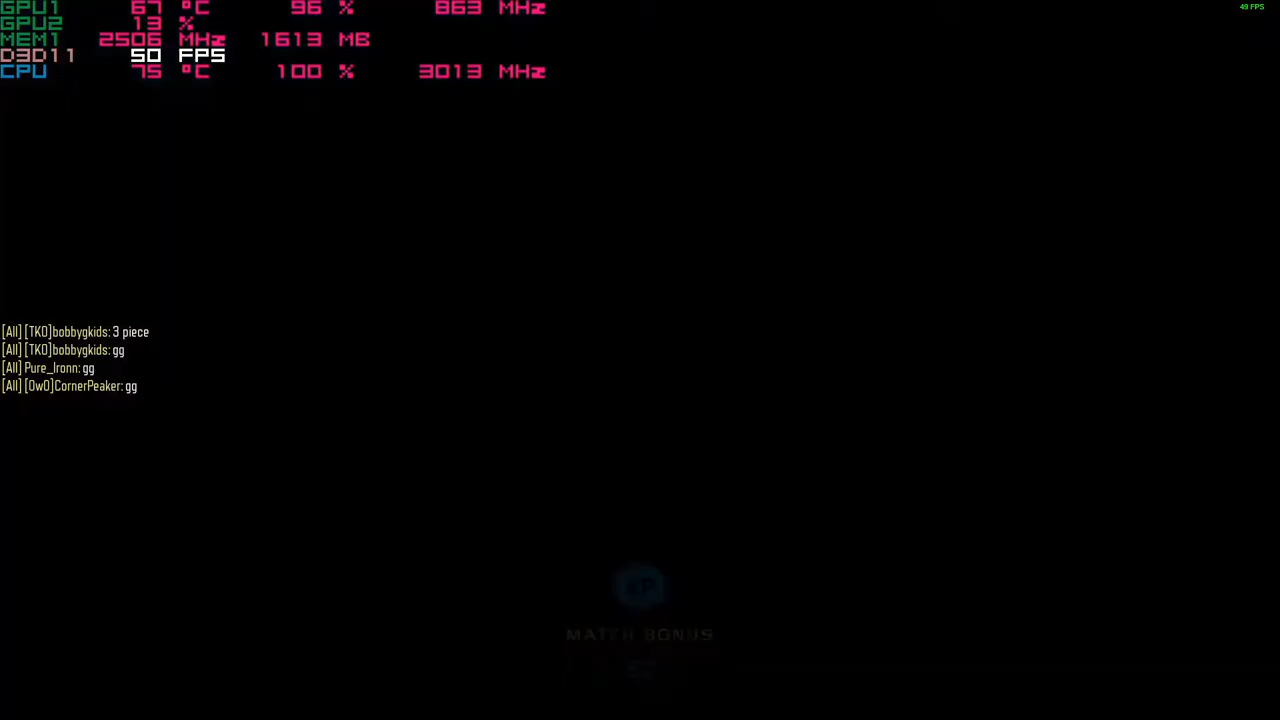 GPU1 67 °C 96 % 863 MHz
49 FPS
GPU2 13 %
MEM1 2506 MHz 1613 MB
D3D11 50 FPS
CPU 75 °C 100 % 3013 MHz
[All] [TKO]bobbygkids: 3 piece
[All] [TKO]bobbygkids: gg
[All] Pure_Ironn: gg
[All] [OwO]CornerPeaker: gg
MATCH BONUS